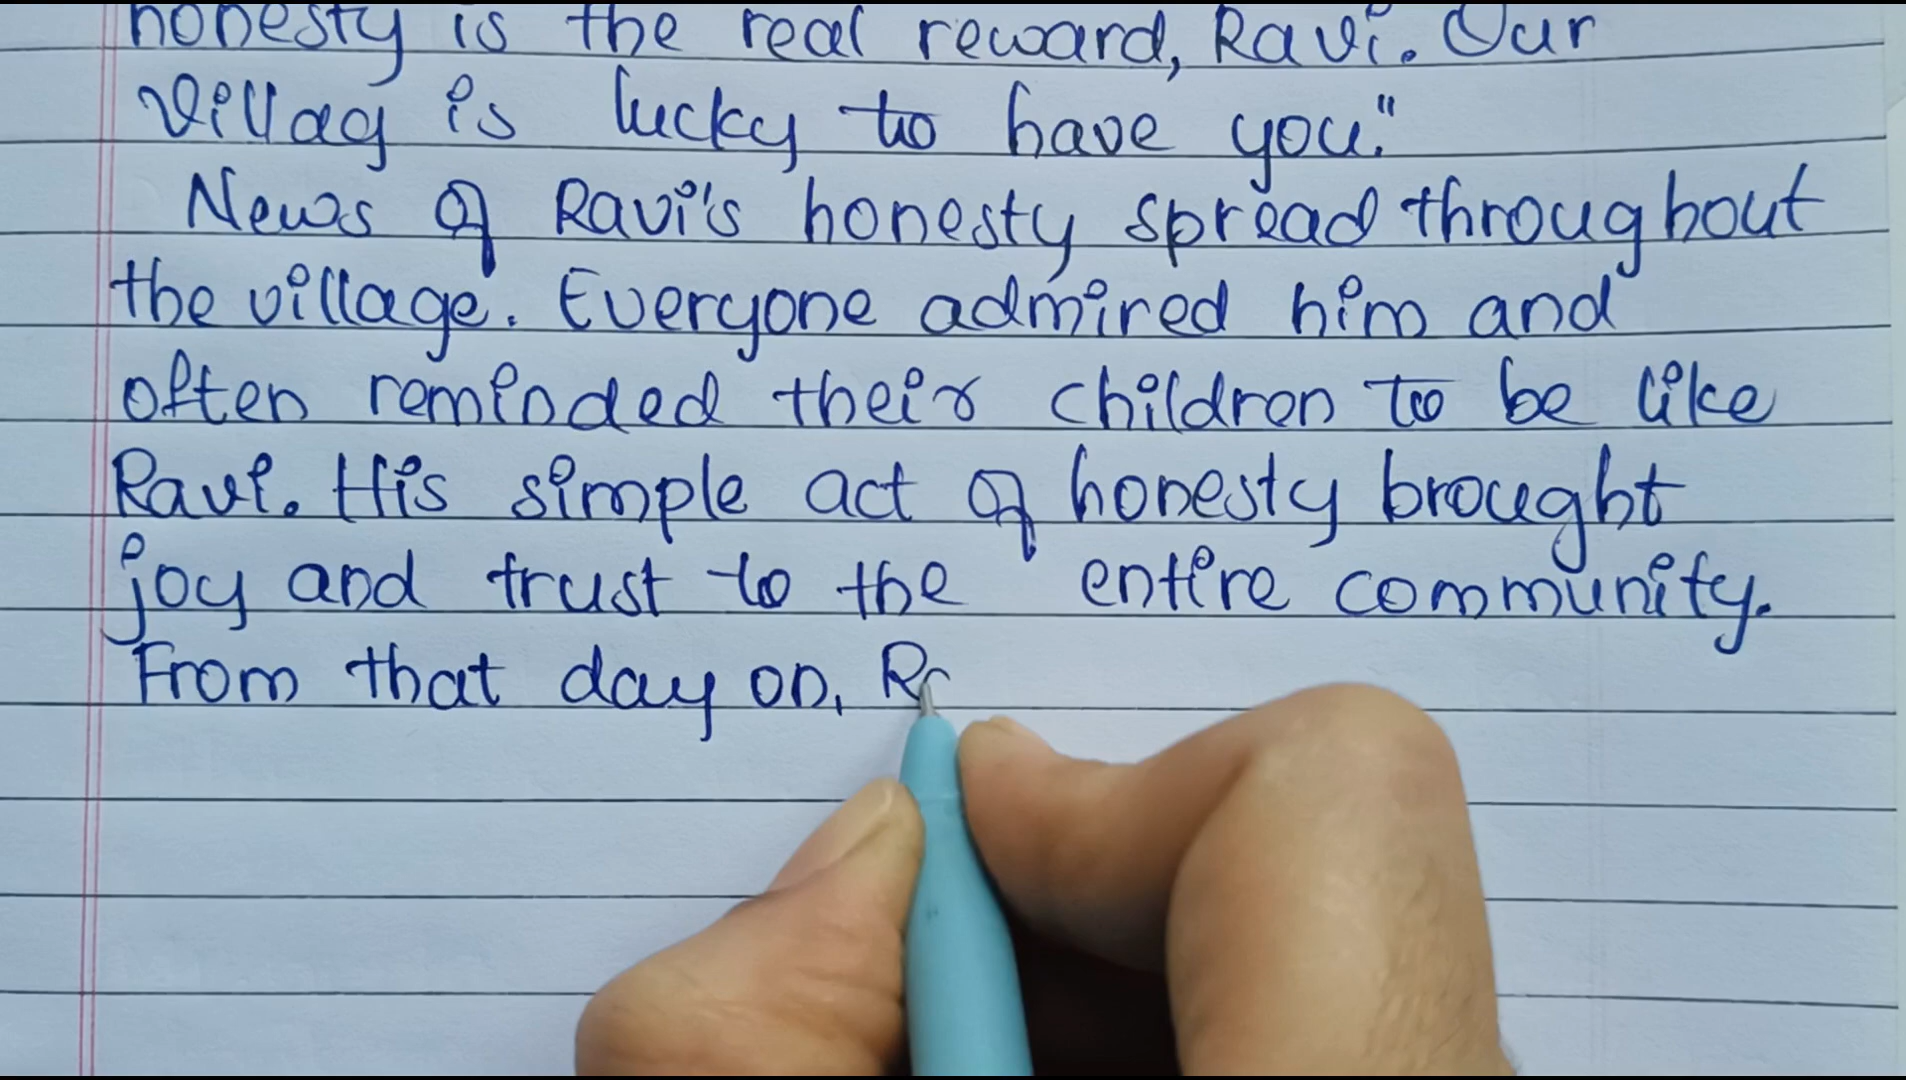 honesty is the real reward, Ravi. Our
villag is lucky to have you."
News of Ravi's honesty spread throughout
the village. Everyone admired him and
often reminded their children to be like
Ravi. His simple act of honesty brought
joy and trust to the entire community.
From that day on, Ra